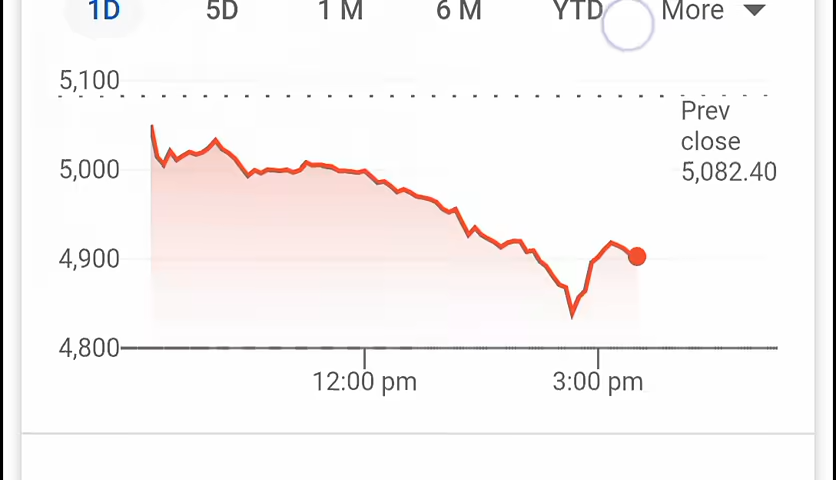 1D 5D 1 M 6 M YTD More
5,100
Prev
close
5,082.40
5,000
4,900
4,800
12:00 pm 3:00 pm